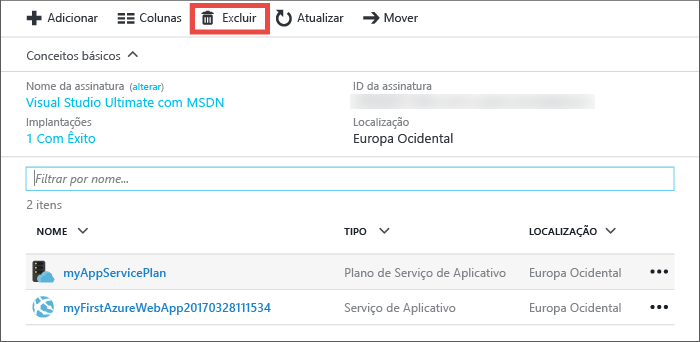 Adicionar Colunas Excluir Atualizar Mover
Conceitos básicos
Nome da assinatura (alterar) ID da assinatura
Visual Studio Ultimate com MSDN
Implantações Localização
1 Com Êxito Europa Ocidental
Filtrar por nome...
2 itens
NOME TIPO LOCALIZAÇÃO
myAppServicePlan Plano de Serviço de Aplicativo Europa Ocidental
myFirstAzureWebApp20170328111534 Serviço de Aplicativo Europa Ocidental